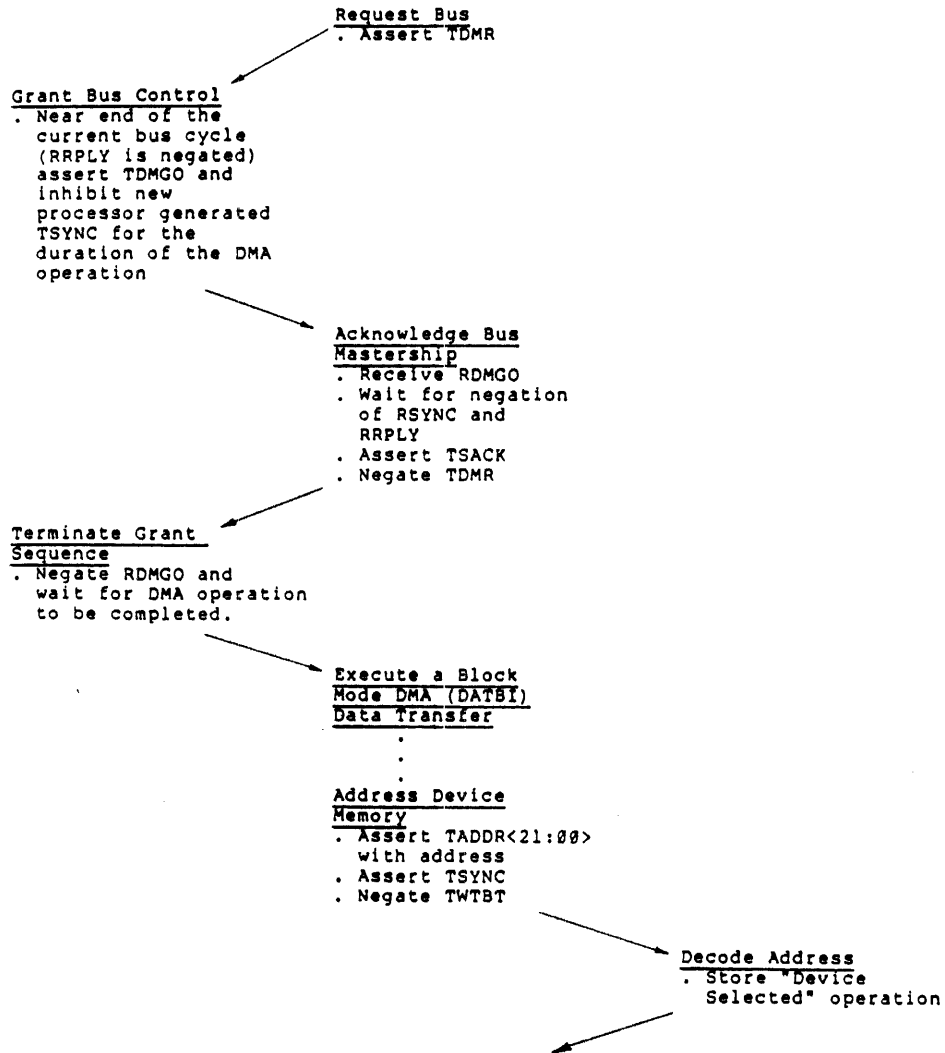 Request Bus
. Assert TDMR
Grant Bus Control
. Near end of the
current bus cycle
(RRPLY is negated)
assert TDMGO and
inhibit new
processor generated
TSYNC for the
duration of the DMA
operation
Acknowledge Bus
Mastership
. Receive RDMGO
. Wait for negation
of RSYNC and
RRPLY
. Assert TSACK
. Negate TDMR
Terminate Grant
Sequence
. Negate RDMGO and
wait for DMA operation
to be completed.
Execute a Block
Mode DMA (DATBI)
Data Transfer
.
.
.
Address Device
Memory
. Assert TADDR<21:00>
with address
. Assert TSYNC
. Negate TWTBT
Decode Address
. Store "Device
Selected" operation